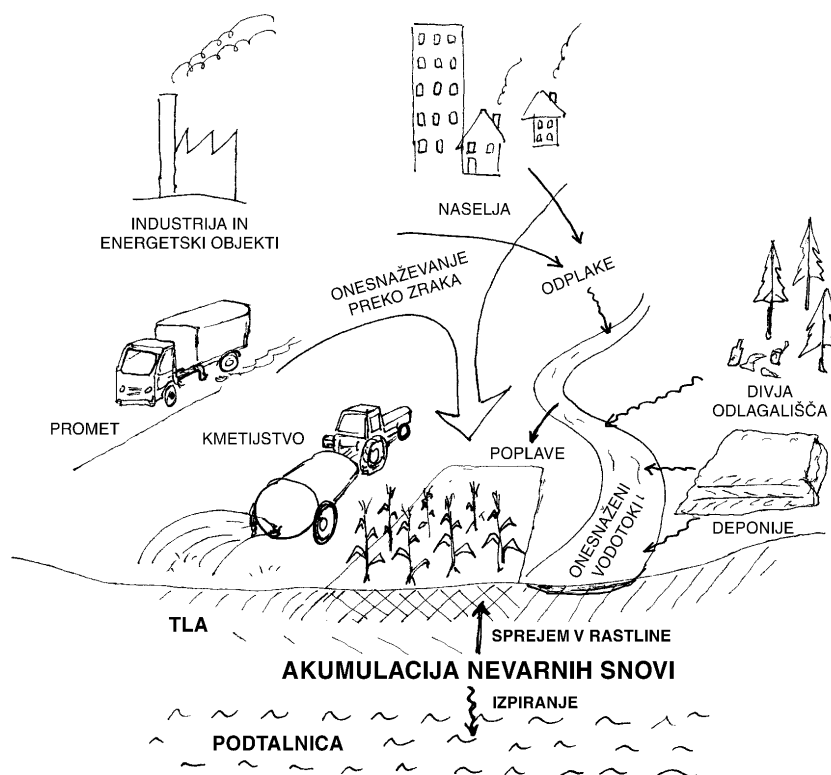 NASELJA
INDUSTRIJA IN
ENERGETSKI OBJEKTI
ONESNAŽEVANJE
PREKO ZRAKA
ODPLAKE
DIVJA
ODLAGALIŠČA
PROMET
KMETIJSTVO
POPLAVE
ONESNAŽENI
VODOTOKI
DEPONIJE
TLA
SPREJEM V RASTLINE
AKUMULACIJA NEVARNIH SNOVI
IZPIRANJE
PODTALNICA